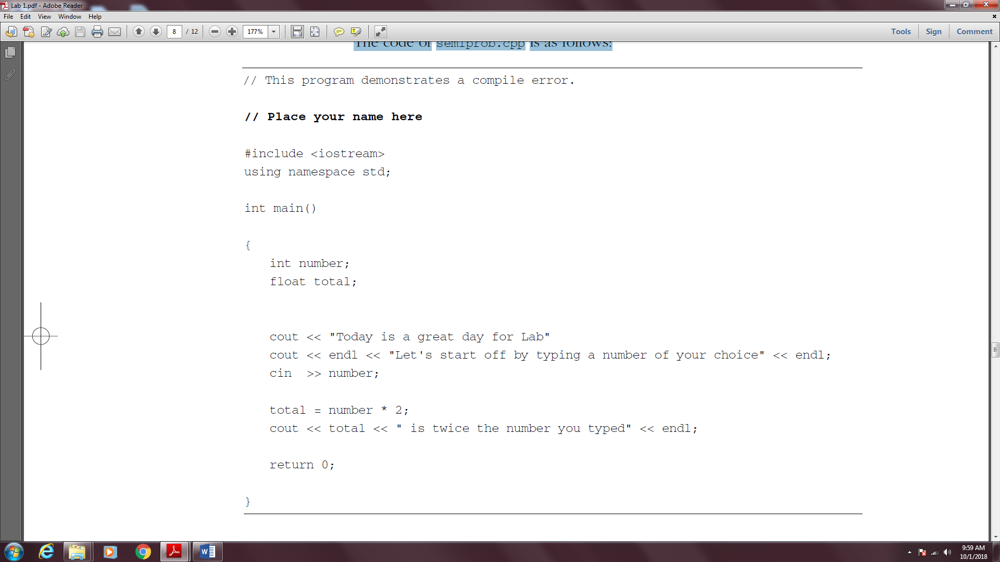 Lab 1.pdf - Adobe Reader
File Edit View Window Help
8 / 12 177% Tools Sign Comment
The code of semiprob.cpp is as follows:
// This program demonstrates a compile error.
// Place your name here
#include <iostream>
using namespace std;
int main()
{
int number;
float total;
cout << "Today is a great day for Lab"
cout << endl << "Let's start off by typing a number of your choice" << endl;
cin >> number;
total = number * 2;
cout << total << " is twice the number you typed" << endl;
return 0;
}
9:59 AM
10/1/2018